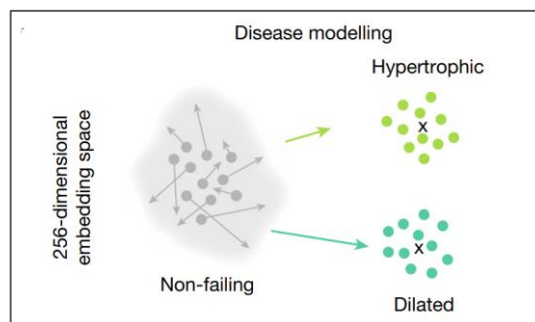 Disease modelling
Hypertrophic
256-dimensional
embedding space
x
x
Non-failing
Dilated